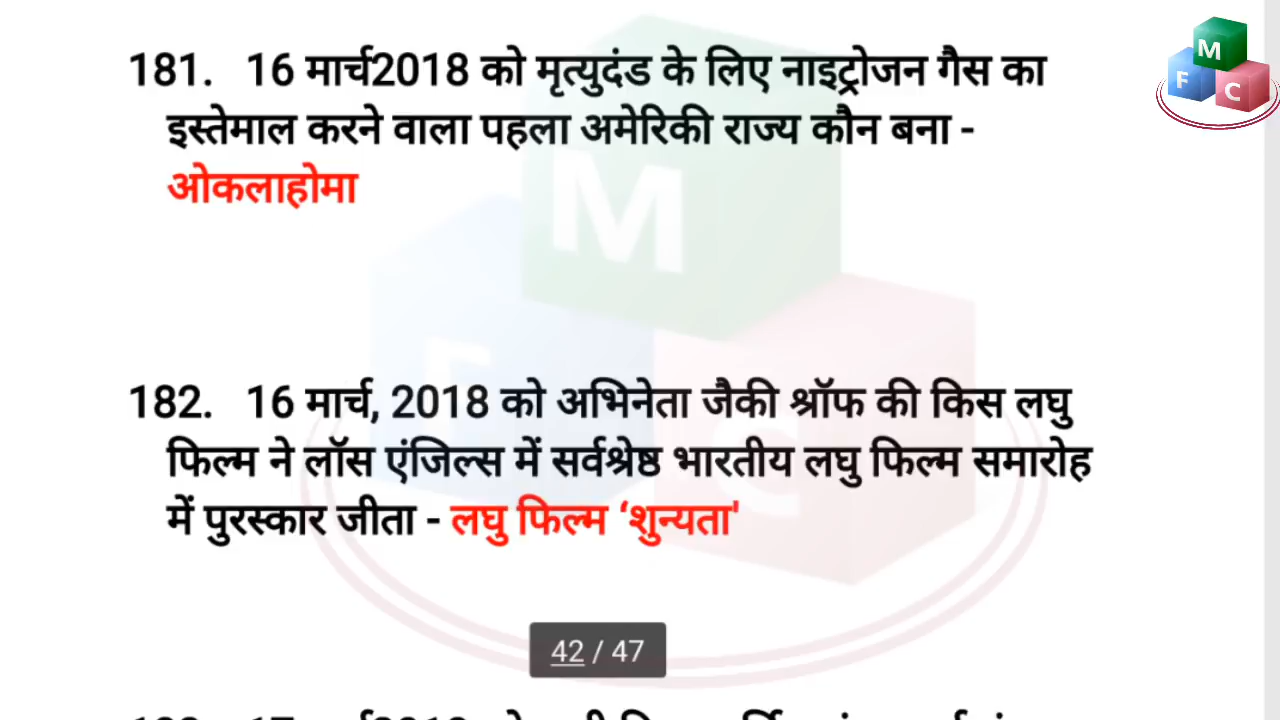 181. 16 मार्च2018 को मृत्युदंड के लिए नाइट्रोजन गैस का
इस्तेमाल करने वाला पहला अमेरिकी राज्य कौन बना -
ओकलाहोमा
182. 16 मार्च, 2018 को अभिनेता जैकी श्रॉफ की किस लघु
फिल्म ने लॉस एंजिल्स में सर्वश्रेष्ठ भारतीय लघु फिल्म समारोह
में पुरस्कार जीता - लघु फिल्म ‘शुन्यता'
42 / 47
M
F
C
M
F
C